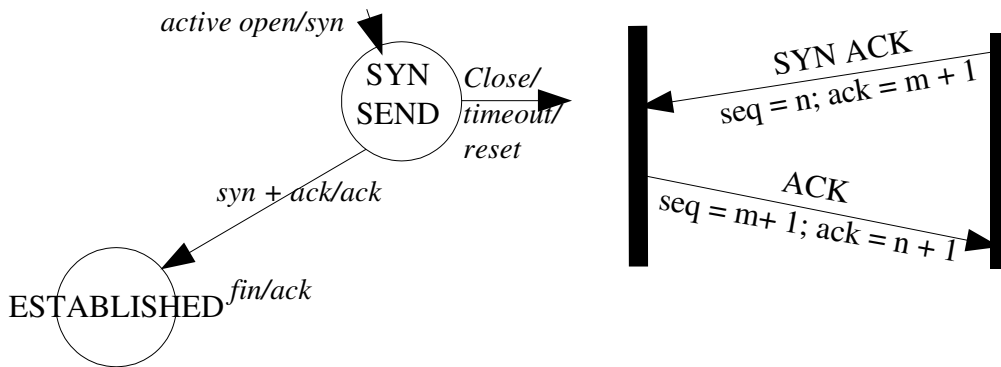 active open/syn
SYN
SEND
Close/
timeout/
reset
syn + ack/ack
ESTABLISHED
fin/ack
SYN ACK
seq = n; ack = m + 1
ACK
seq = m+ 1; ack = n + 1